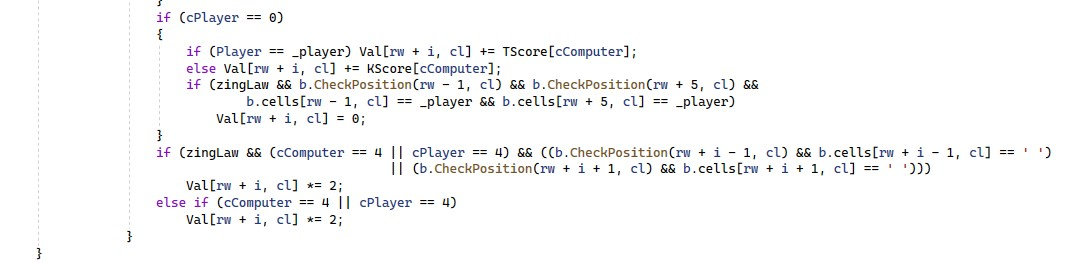 }
if (cPlayer == 0)
{
if (Player == _player) Val[rw + i, cl] += TScore[cComputer];
else Val[rw + i, cl] += KScore[cComputer];
if (zingLaw && b.CheckPosition(rw - 1, cl) && b.CheckPosition(rw + 5, cl) &&
b.cells[rw - 1, cl] == _player && b.cells[rw + 5, cl] == _player)
Val[rw + i, cl] = 0;
}
if (zingLaw && (cComputer == 4 || cPlayer == 4) && ((b.CheckPosition(rw + i - 1, cl) && b.cells[rw + i - 1, cl] == ' ')
|| (b.CheckPosition(rw + i + 1, cl) && b.cells[rw + i + 1, cl] == ' ')))
Val[rw + i, cl] *= 2;
else if (cComputer == 4 || cPlayer == 4)
Val[rw + i, cl] *= 2;
}
}